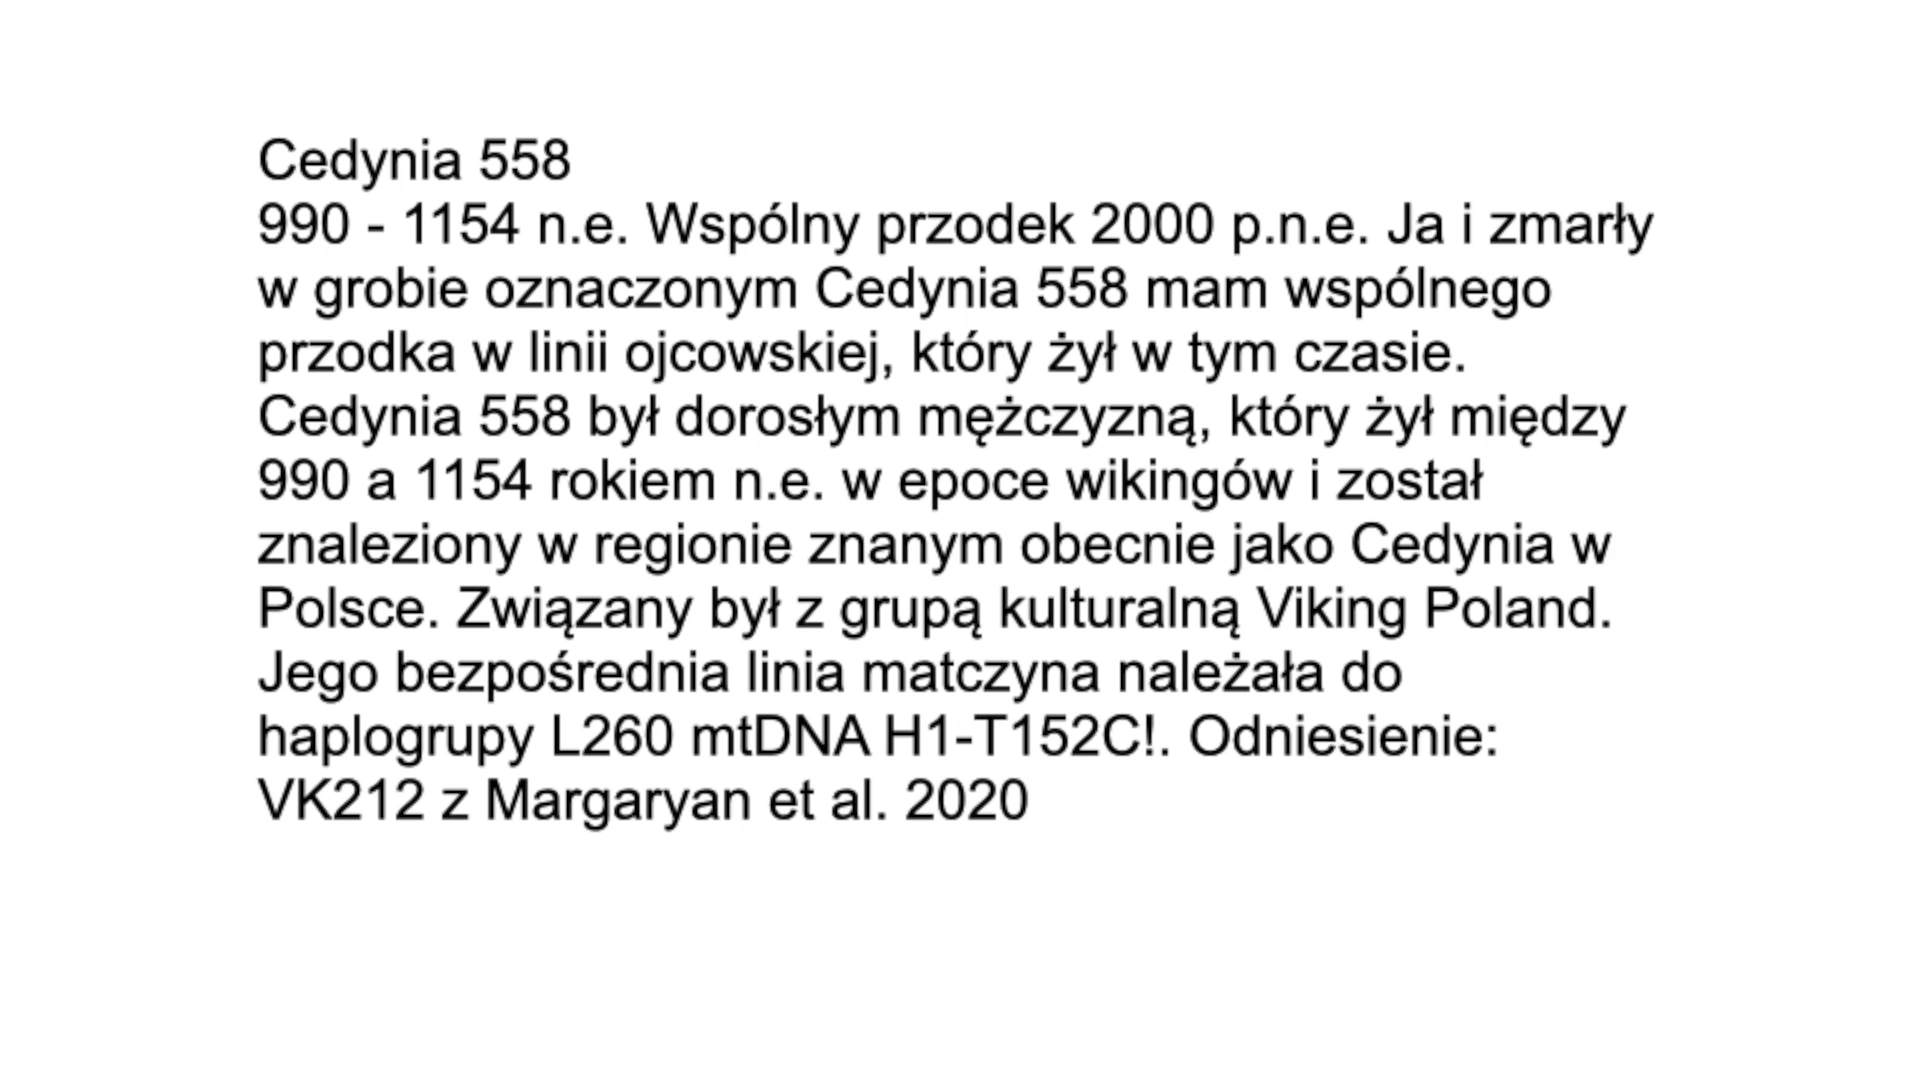 Cedynia 558
990 - 1154 n.e. Wspólny przodek 2000 p.n.e. Ja i zmarły
w grobie oznaczonym Cedynia 558 mam wspólnego
przodka w linii ojcowskiej, który żył w tym czasie.
Cedynia 558 był dorosłym mężczyzną, który żył między
990 a 1154 rokiem n.e. w epoce wikingów i został
znaleziony w regionie znanym obecnie jako Cedynia w
Polsce. Związany był z grupą kulturalną Viking Poland.
Jego bezpośrednia linia matczyna należała do
haplogrupy L260 mtDNA H1-T152C!. Odniesienie:
VK212 z Margaryan et al. 2020